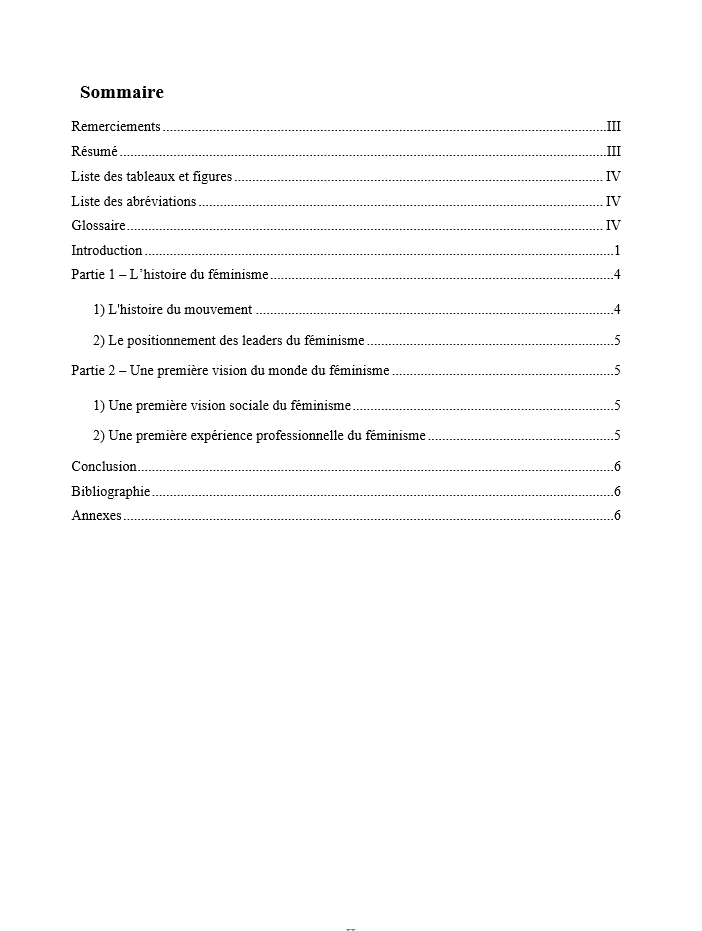 Sommaire
Remerciements.....III
Résumé.....III
Liste des tableaux et figures..... IV
Liste des abréviations..... IV
Glossaire..... IV
Introduction.....1
Partie 1 – L’histoire du féminisme.....4
1) L'histoire du mouvement.....4
2) Le positionnement des leaders du féminisme.....5
Partie 2 – Une première vision du monde du féminisme.....5
1) Une première vision sociale du féminisme.....5
2) Une première expérience professionnelle du féminisme.....5
Conclusion.....6
Bibliographie.....6
Annexes.....6